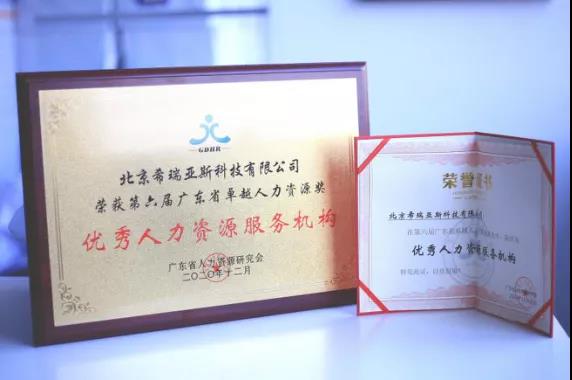 GDHR
北京希瑞亚斯科技有限公司
荣获第六届广东省卓越人力资源奖
优秀人力资源服务机构
广东省人力资源研究会
二〇二〇年十二月
荣誉证书
北京希瑞亚斯科技有限公司
优秀人力资源服务机构